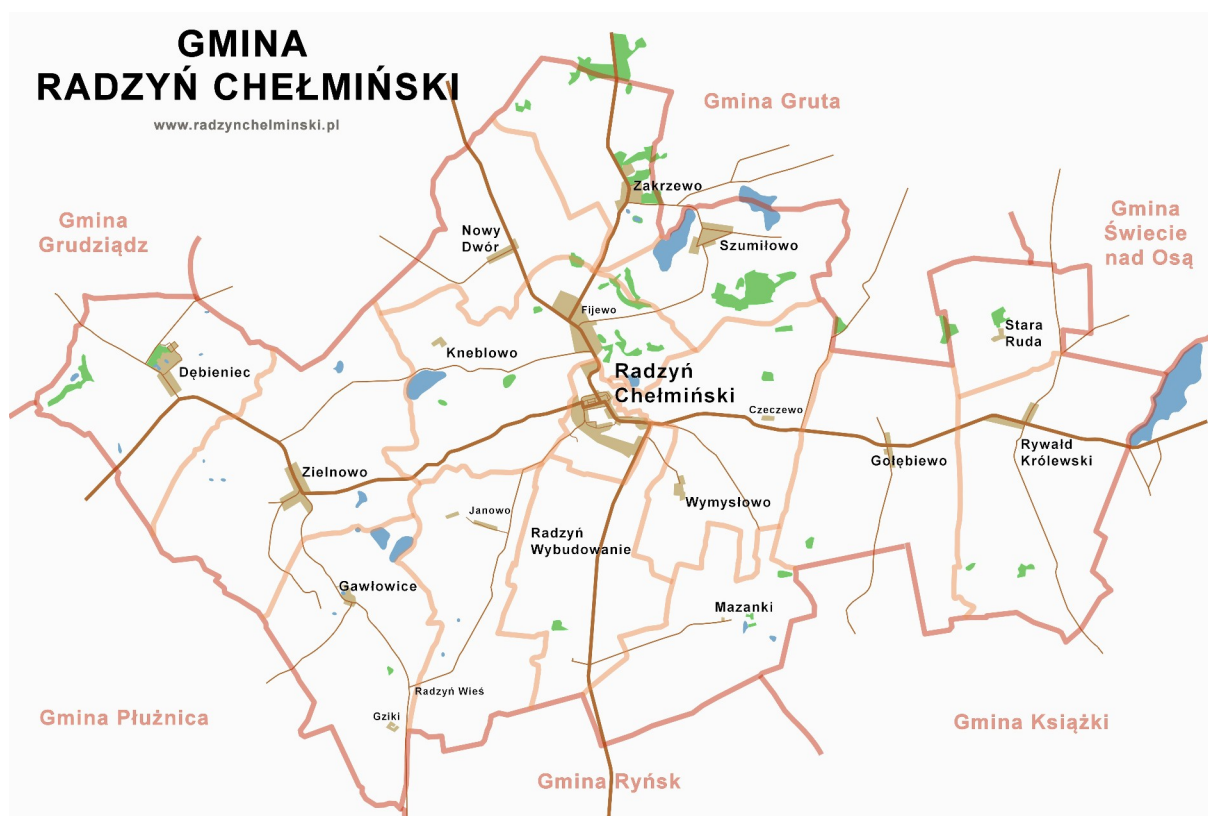 GMINA
RADZYŃ CHEŁMIŃSKI
www.radzynchelminski.pl
Gmina Gruta
Zakrzewo
Gmina
Grudziądz
Gmina
Świecie
nad Osą
Nowy
Dwór
Szumiłowo
Fijewo
Stara
Ruda
Kneblowo
Dębieniec
Radzyń
Chełmiński
Czeczewo
Zielnowo
Gołębiewo
Rywałd
Królewski
Wymysłowo
Janowo
Radzyń
Wybudowanie
Gawłowice
Mazanki
Radzyń Wieś
Gziki
Gmina Płużnica
Gmina Książki
Gmina Ryńsk